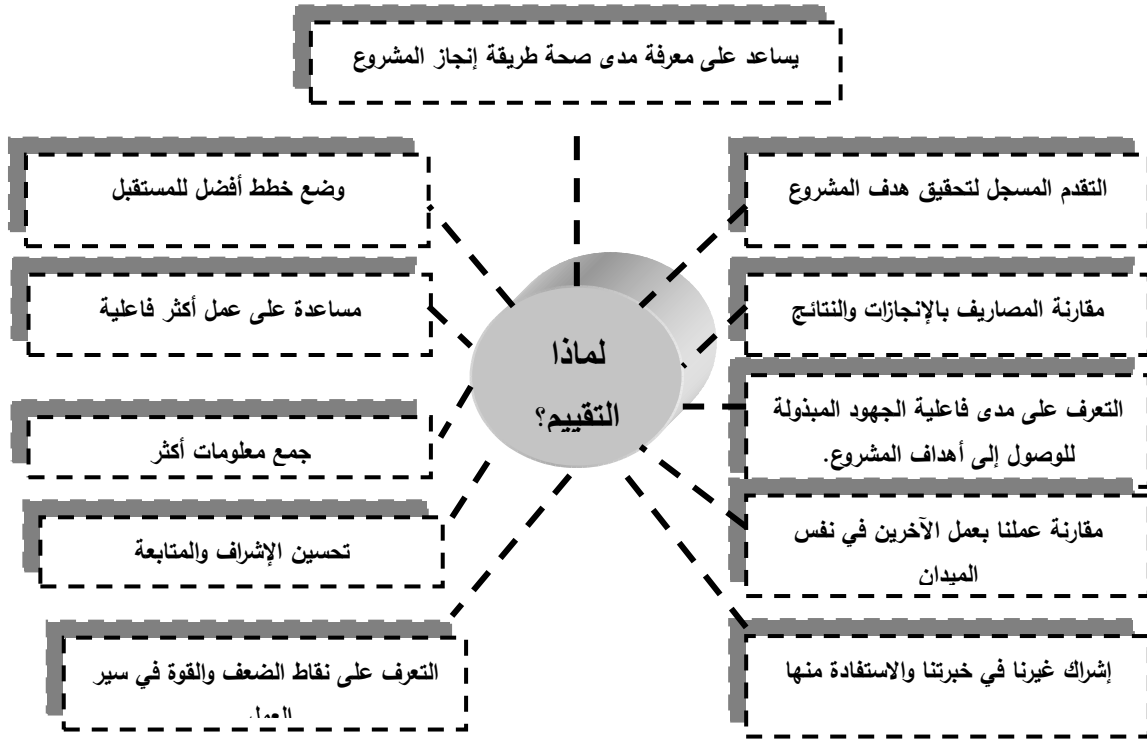 يساعد على معرفة مدى صحة طريقة إنجاز المشروع
التقدم المسجل لتحقيق هدف المشروع
مقارنة المصاريف بالإنجازات والنتائج
التعرف على مدى فاعلية الجهود المبذولة
للوصول إلى أهداف المشروع.
مقارنة عملنا بعمل الآخرين في نفس
الميدان
إشراك غيرنا في خبرتنا والاستفادة منها
لماذا
التقييم؟
وضع خطط أفضل للمستقبل
مساعدة على عمل أكثر فاعلية
جمع معلومات أكثر
تحسين الإشراف والمتابعة
التعرف على نقاط الضعف والقوة في سير
العمل